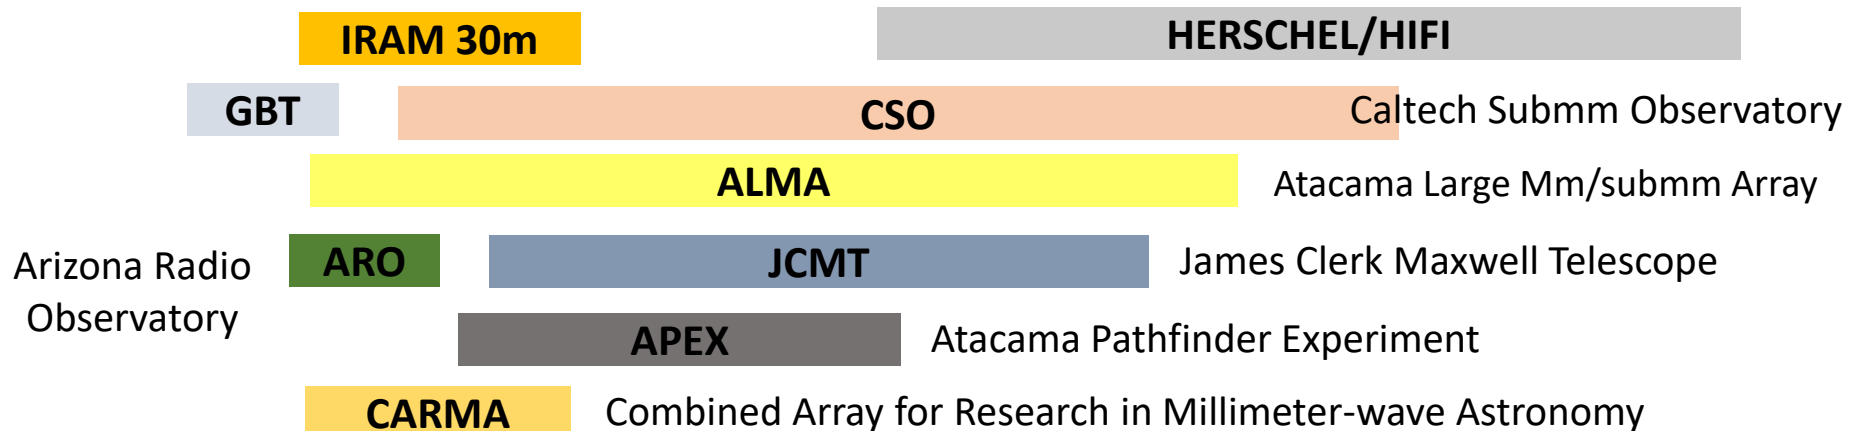 IRAM 30m
HERSCHEL/HIFI
GBT
CSO
Caltech Submm Observatory
ALMA
Atacama Large Mm/submm Array
Arizona Radio
Observatory
ARO
JCMT
James Clerk Maxwell Telescope
APEX
Atacama Pathfinder Experiment
CARMA
Combined Array for Research in Millimeter-wave Astronomy